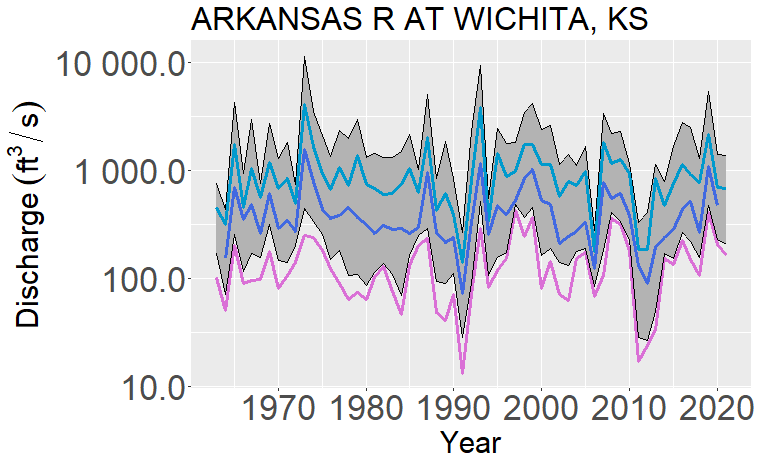 ARKANSAS R AT WICHITA, KS
Discharge (ft³/s)
10 000.0
1 000.0
100.0
10.0
1970 1980 1990 2000 2010 2020
Year